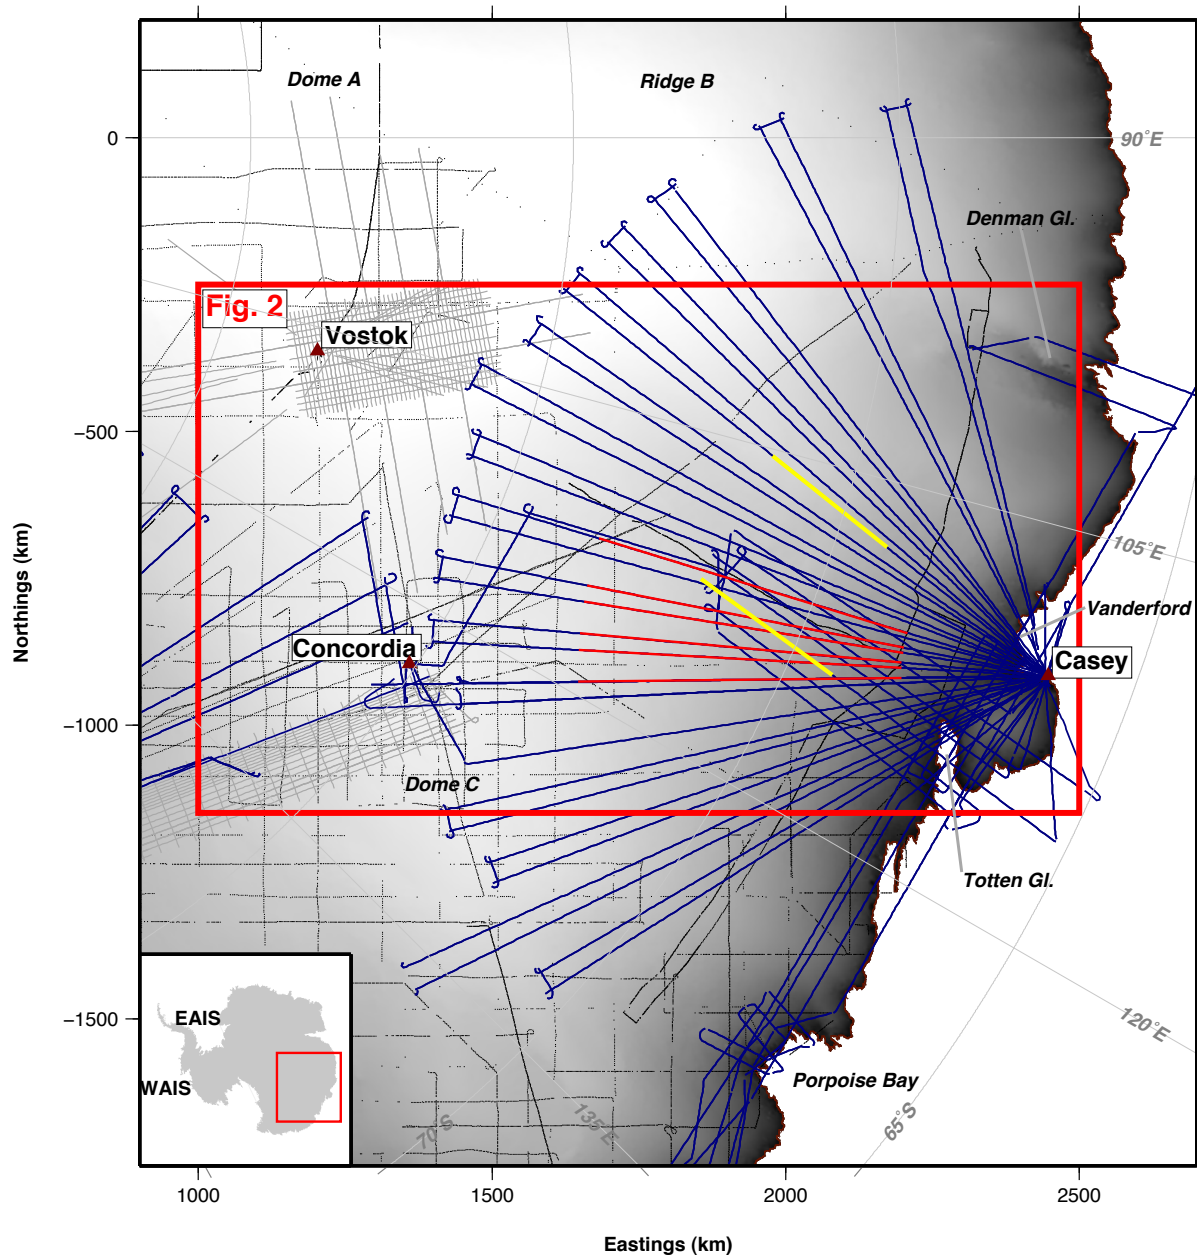 Dome A
Ridge B
0
90°E
Denman Gl.
Fig. 2
Vostok
−500
105°E
Vanderford
Concordia
Casey
Northings (km)
−1000
Dome C
Totten Gl.
EAIS
WAIS
−1500
120°E
Porpoise Bay
70°S
135°E
65°S
1000
1500
2000
2500
Eastings (km)